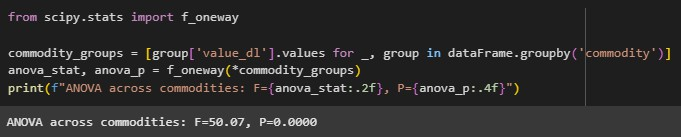 from scipy.stats import f_oneway
commodity_groups = [group['value_dl'].values for _, group in dataFrame.groupby('commodity')]
anova_stat, anova_p = f_oneway(*commodity_groups)
print(f"ANOVA across commodities: F={anova_stat:.2f}, P={anova_p:.4f}")
ANOVA across commodities: F=50.07, P=0.0000